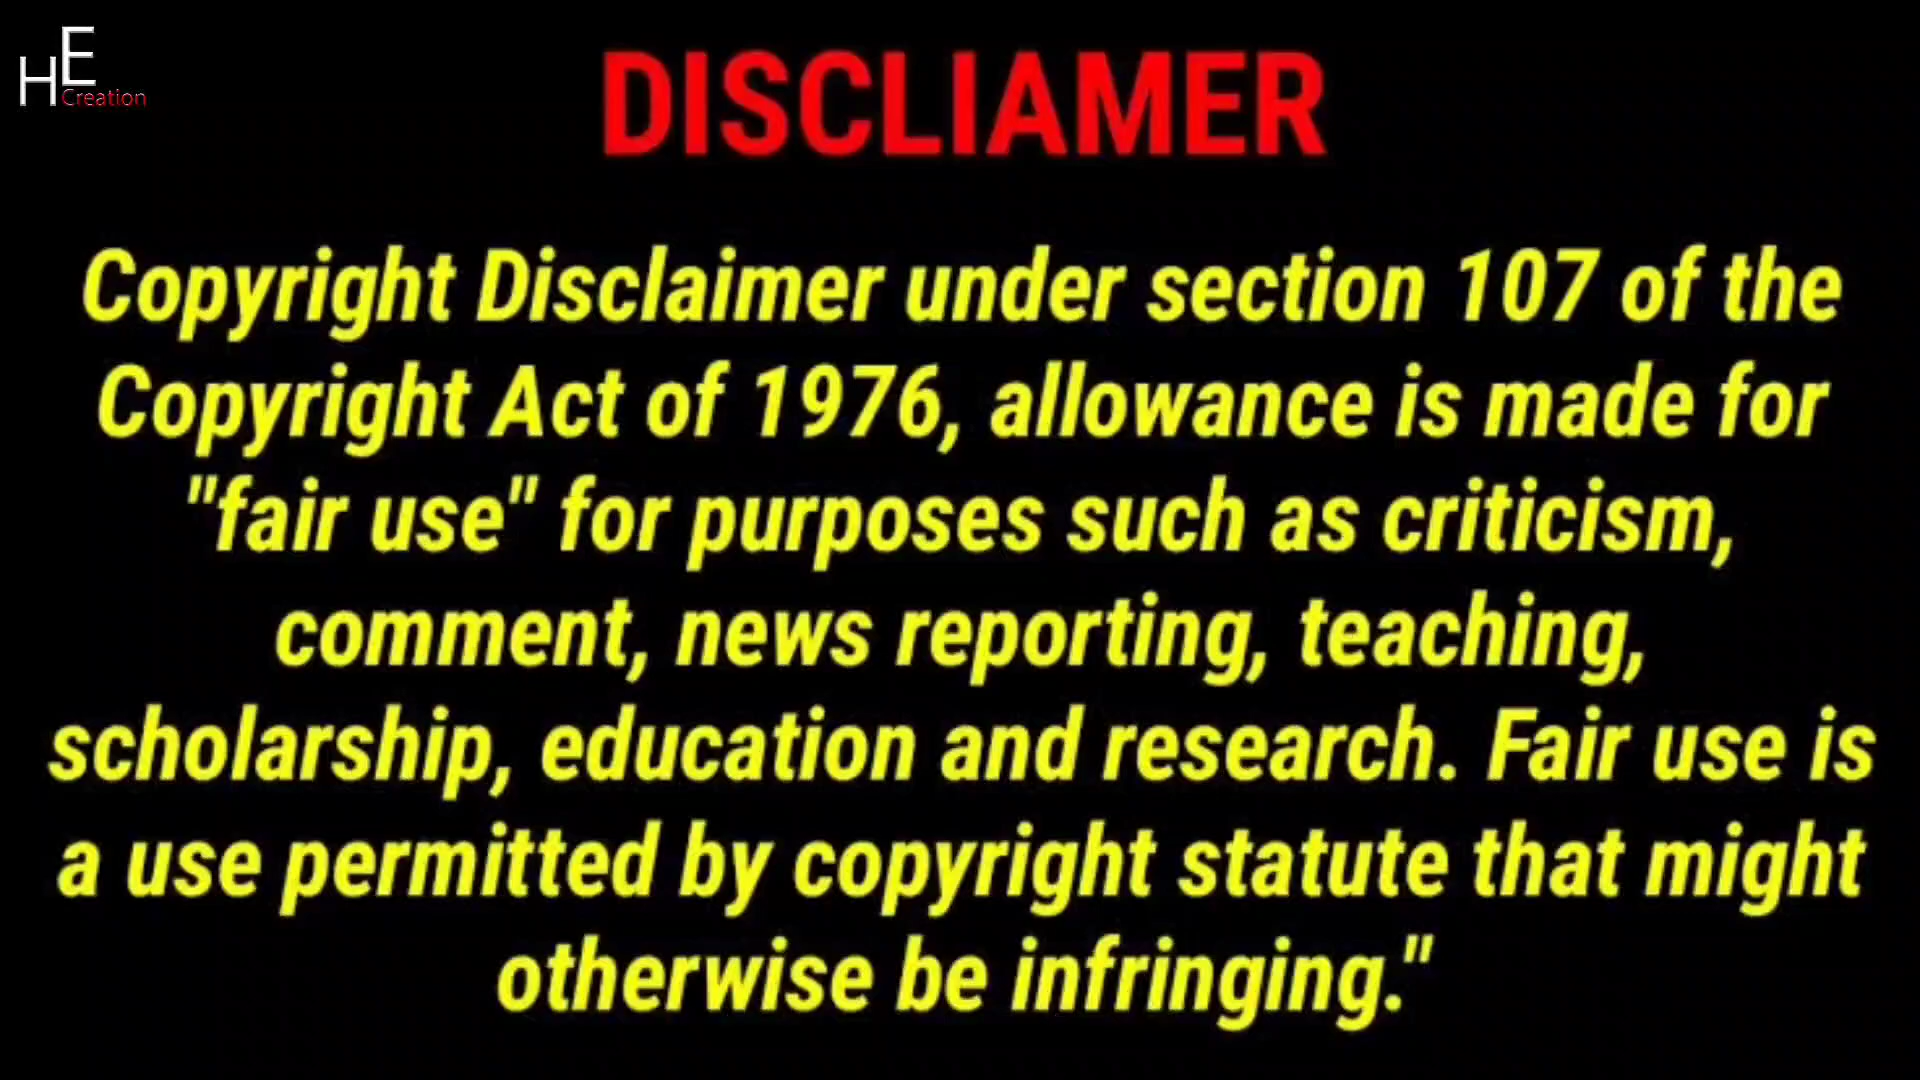 HE
Creation
DISCLIAMER
Copyright Disclaimer under section 107 of the
Copyright Act of 1976, allowance is made for
"fair use" for purposes such as criticism,
comment, news reporting, teaching,
scholarship, education and research. Fair use is
a use permitted by copyright statute that might
otherwise be infringing."